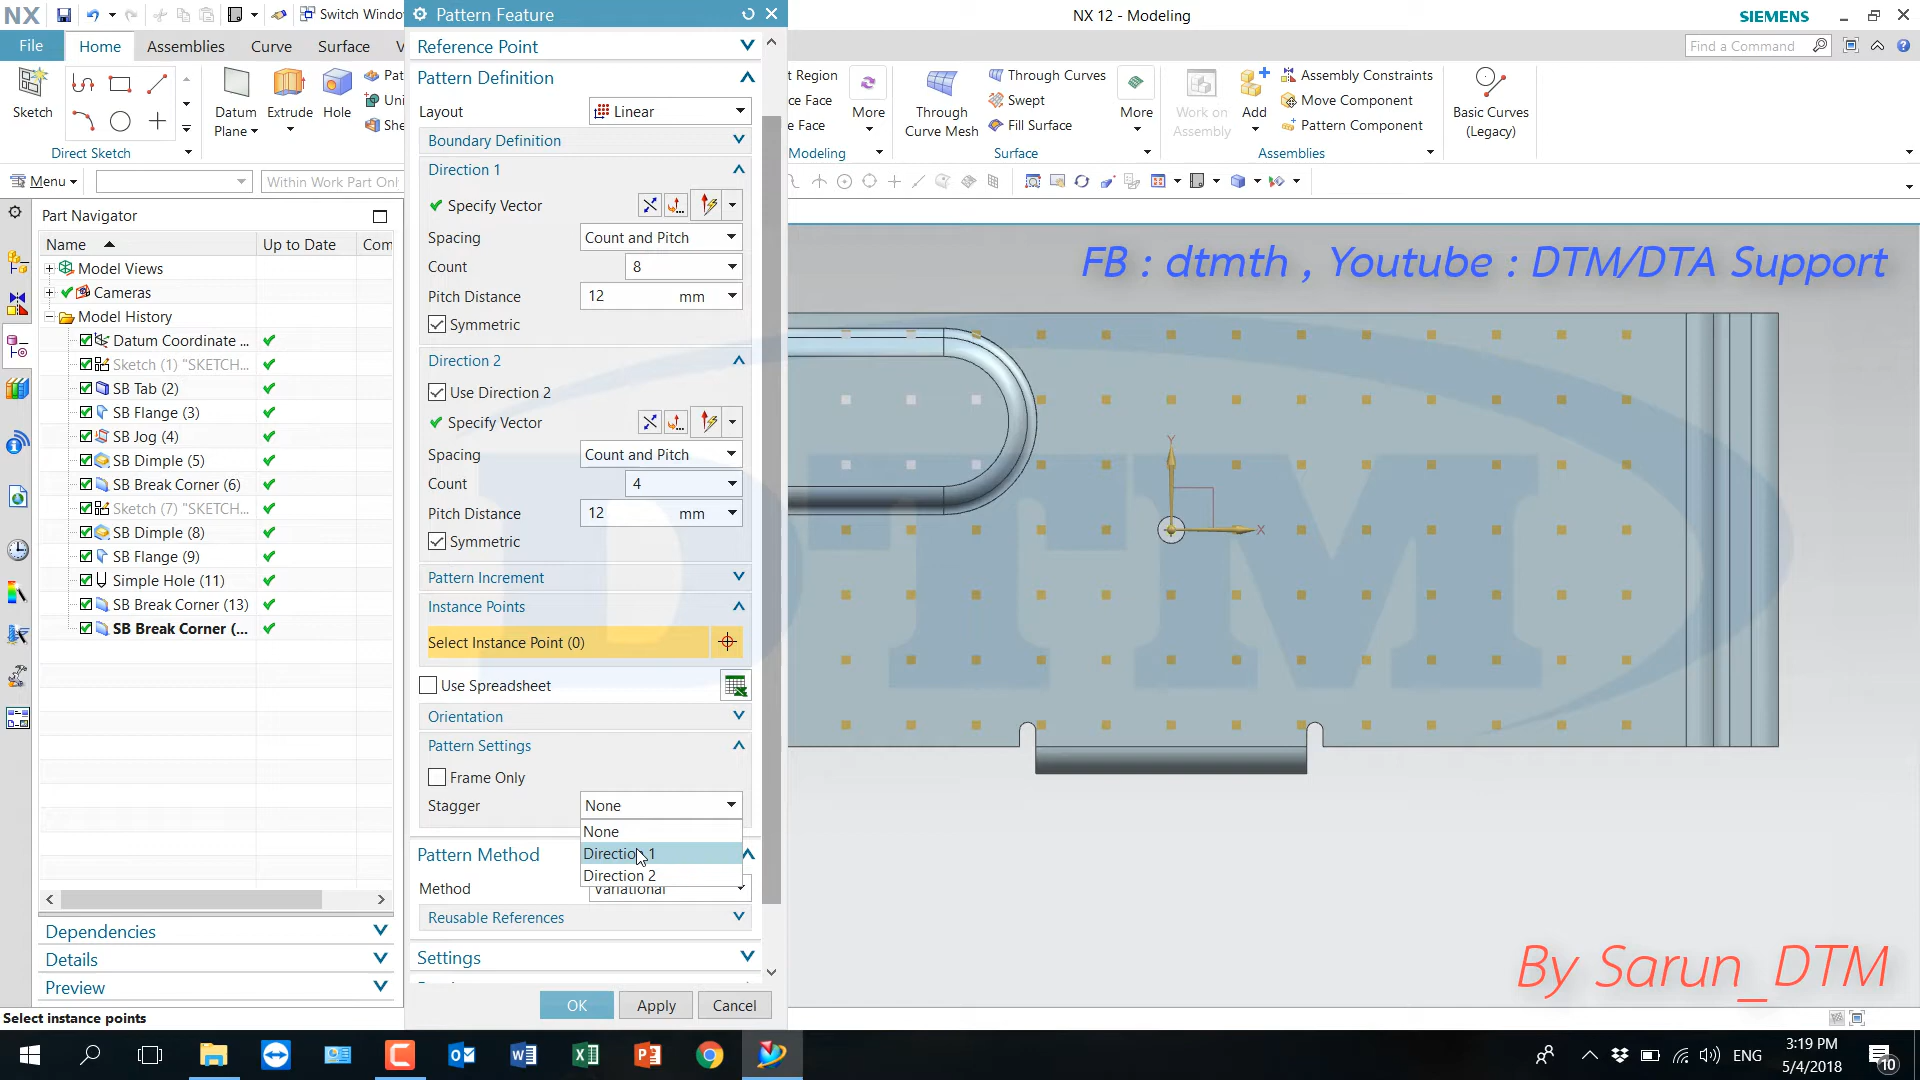 NX
Switch Windo
Pattern Feature
NX 12 - Modeling
SIEMENS
File
Home
Assemblies
Curve
Surface
Find a Command
Reference Point
Pattern Definition
Layout
Linear
Boundary Definition
Direction 1
Specify Vector
Spacing
Count and Pitch
Count
8
Pitch Distance
12
mm
Symmetric
Direction 2
Use Direction 2
Specify Vector
Spacing
Count and Pitch
Count
4
Pitch Distance
12
mm
Symmetric
Pattern Increment
Instance Points
Select Instance Point (0)
Use Spreadsheet
Orientation
Pattern Settings
Frame Only
Stagger
None
None
Direction 1
Direction 2
Pattern Method
Method
Variational
Reusable References
Settings
OK
Apply
Cancel
Sketch
Direct Sketch
Datum
Plane
Extrude
Hole
Pat
Uni
She
t Region
ce Face
e Face
More
Modeling
Through
Curve Mesh
Through Curves
Swept
Fill Surface
More
Surface
Work on
Assembly
Add
Assembly Constraints
Move Component
Pattern Component
Assemblies
Basic Curves
(Legacy)
Menu
Within Work Part Only
Part Navigator
Name
Up to Date
Com
Model Views
Cameras
Model History
Datum Coordinate ...
Sketch (1) "SKETCH...
SB Tab (2)
SB Flange (3)
SB Jog (4)
SB Dimple (5)
SB Break Corner (6)
Sketch (7) "SKETCH...
SB Dimple (8)
SB Flange (9)
Simple Hole (11)
SB Break Corner (13)
SB Break Corner (...
Dependencies
Details
Preview
Select instance points
FB : dtmth , Youtube : DTM/DTA Support
DTM
Y
X
By Sarun_DTM
ENG
3:19 PM
5/4/2018
10